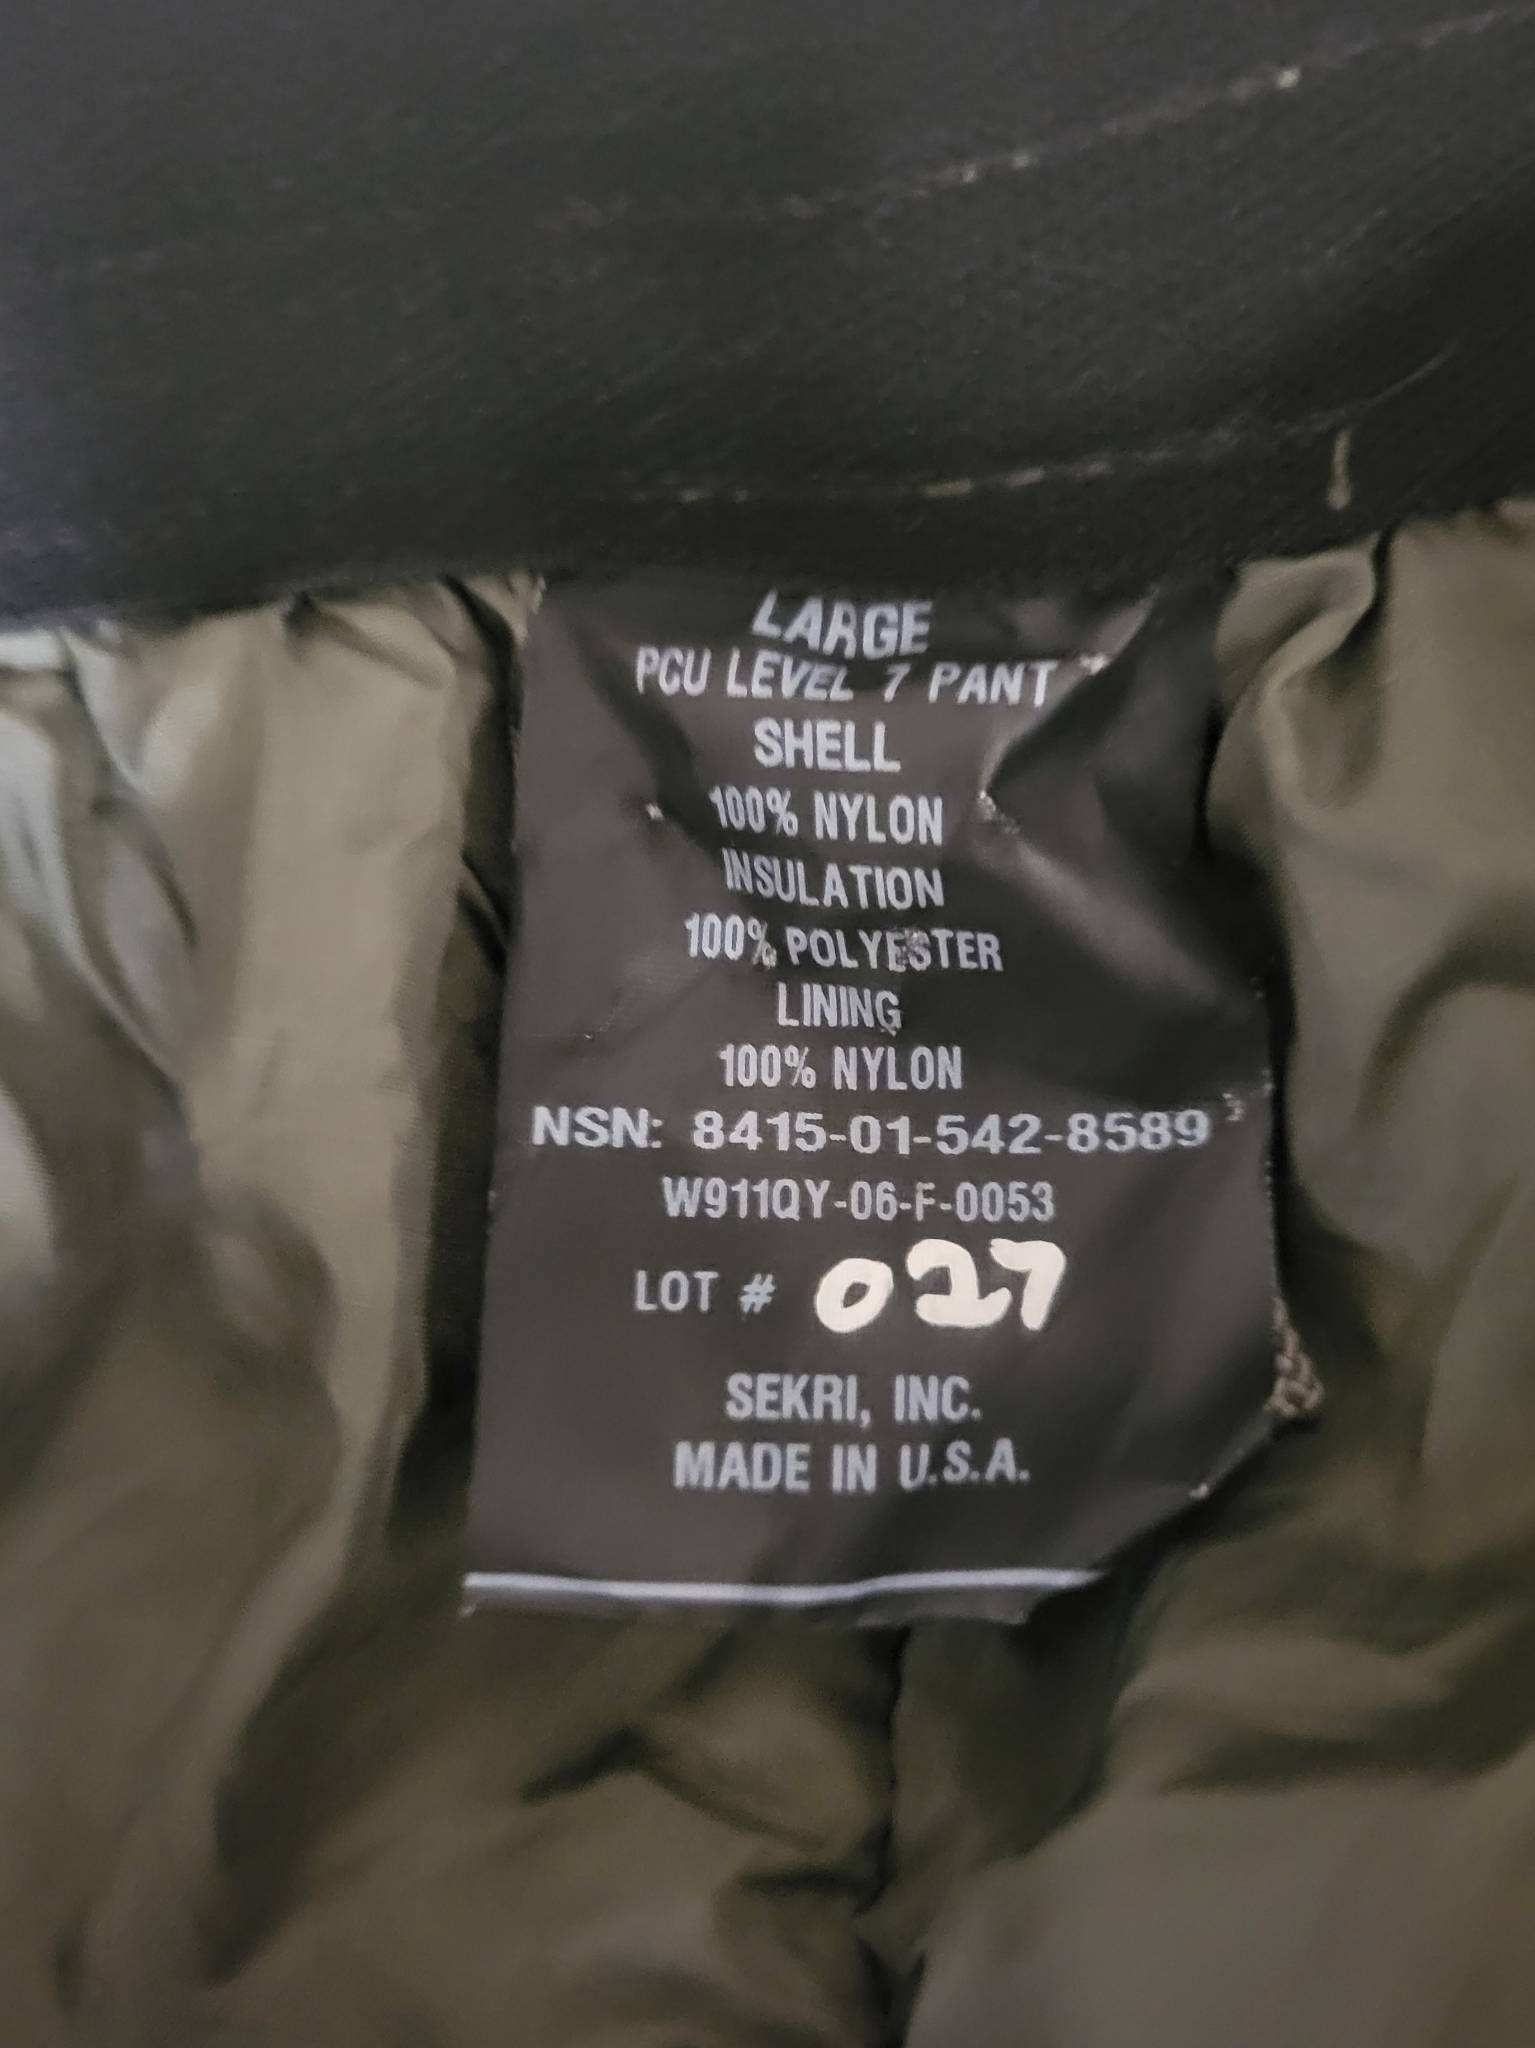 LARGE
PCU LEVEL 7 PANT
SHELL
100% NYLON
INSULATION
100% POLYESTER
LINING
100% NYLON
NSN: 8415-01-542-8589
W911QY-06-F-0053
LOT # 027
SEKRI, INC.
MADE IN U.S.A.